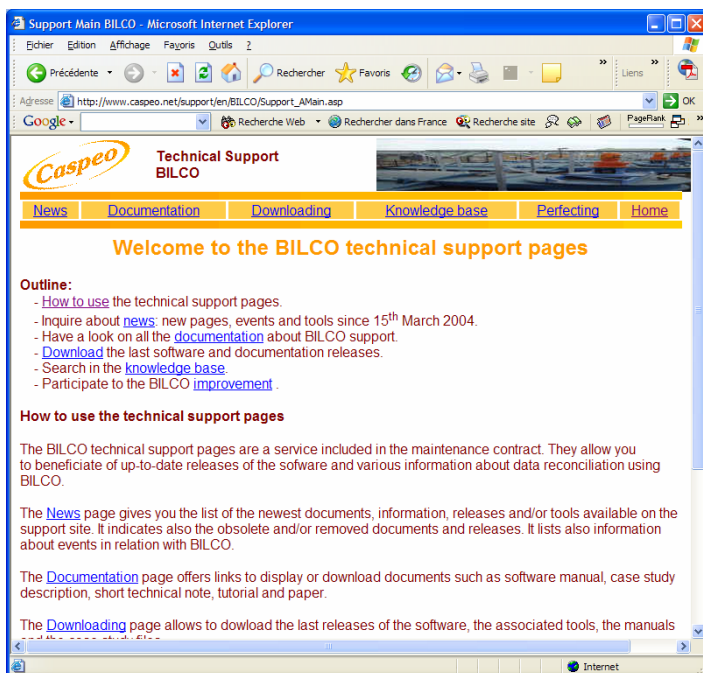 Support Main BILCO - Microsoft Internet Explorer
Fichier Edition Affichage Favoris Outils ?
Précédente Rechercher Favoris » Liens »
Adresse http://www.caspeo.net/support/en/BILCO/Support_AMain.asp OK
Google Recherche Web Rechercher dans France Recherche site PageRank »
Caspeo
Technical Support
BILCO
News Documentation Downloading Knowledge base Perfecting Home
Welcome to the BILCO technical support pages
Outline:
- How to use the technical support pages.
- Inquire about news: new pages, events and tools since 15th March 2004.
- Have a look on all the documentation about BILCO support.
- Download the last software and documentation releases.
- Search in the knowledge base.
- Participate to the BILCO improvement .
How to use the technical support pages
The BILCO technical support pages are a service included in the maintenance contract. They allow you
to beneficiate of up-to-date releases of the sofware and various information about data reconciliation using
BILCO.
The News page gives you the list of the newest documents, information, releases and/or tools available on the
support site. It indicates also the obsolete and/or removed documents and releases. It lists also information
about events in relation with BILCO.
The Documentation page offers links to display or download documents such as software manual, case study
description, short technical note, tutorial and paper.
The Downloading page allows to dowload the last releases of the software, the associated tools, the manuals
and the case study files.
Internet